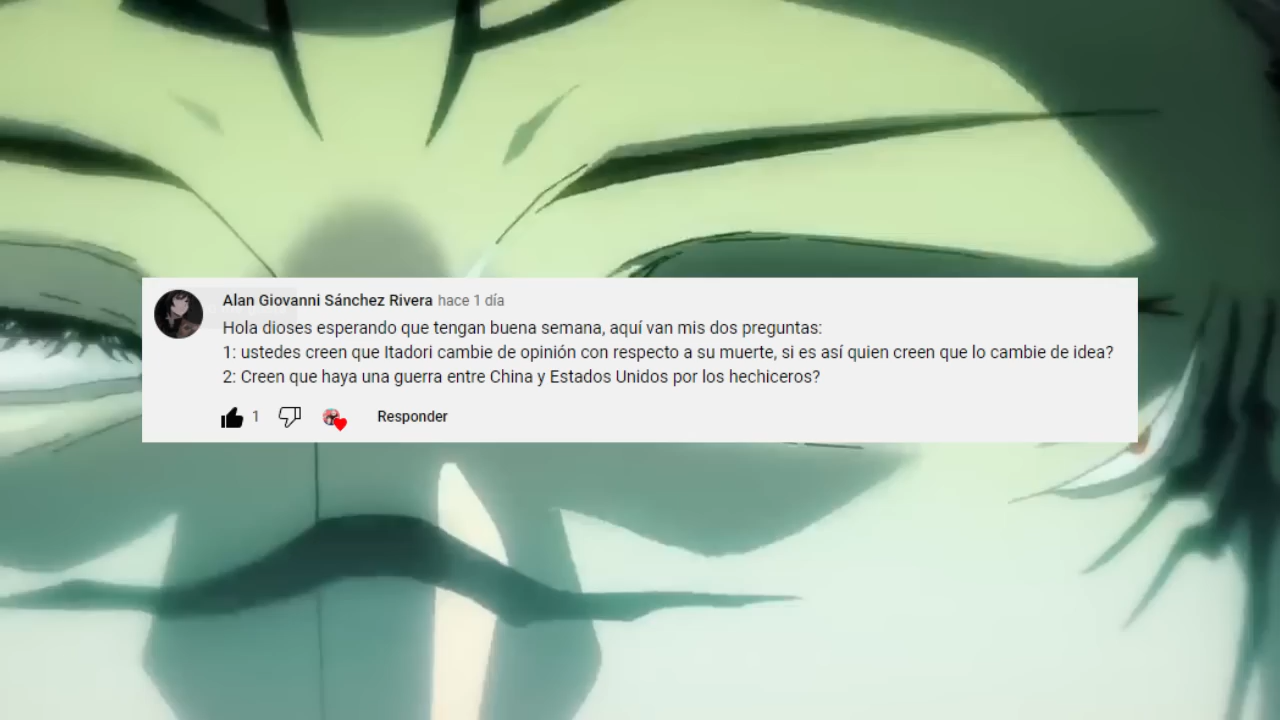 Alan Giovanni Sánchez Rivera hace 1 día
Hola dioses esperando que tengan buena semana, aquí van mis dos preguntas:
1: ustedes creen que Itadori cambie de opinión con respecto a su muerte, si es así quien creen que lo cambie de idea?
2: Creen que haya una guerra entre China y Estados Unidos por los hechiceros?
1 Responder